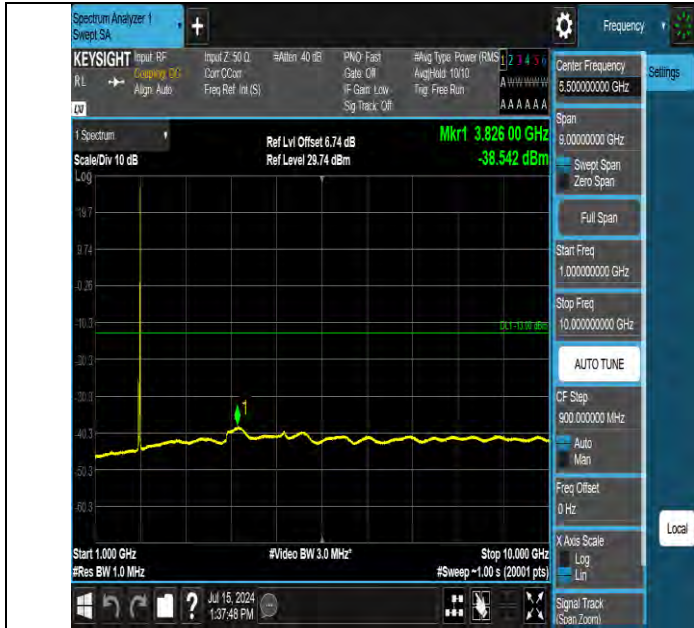 Spectrum Analyzer 1
Swept SA
Frequency
KEYSIGHT
RL
LXI
Input: RF
Coupling: DC
Align: Auto
Input Z: 50 Ω
Corr CCorr
Freq Ref: Int (S)
#Atten: 40 dB
PNO: Fast
Gate: Off
IF Gain: Low
Sig Track: Off
#Avg Type: Power (RMS
Avg|Hold: 10/10
Trig: Free Run
1 2 3 4 5 6
A W W W W W
A A A A A A
Center Frequency
5.500000000 GHz
Settings
1 Spectrum
Scale/Div 10 dB
Log
Ref Lvl Offset 6.74 dB
Ref Level 29.74 dBm
Mkr1 3.826 00 GHz
-38.542 dBm
19.7
9.74
-0.26
-10.3
-20.3
-30.3
-40.3
-50.3
-60.3
DL1 -13.00 dBm
1
Start 1.000 GHz
#Res BW 1.0 MHz
#Video BW 3.0 MHz*
Stop 10.000 GHz
#Sweep ~1.00 s (20001 pts)
Span
9.00000000 GHz
Swept Span
Zero Span
Full Span
Start Freq
1.000000000 GHz
Stop Freq
10.000000000 GHz
AUTO TUNE
CF Step
900.000000 MHz
Auto
Man
Freq Offset
0 Hz
X Axis Scale
Log
Lin
Local
Signal Track
(Span Zoom)
?
Jul 15, 2024
1:37:48 PM